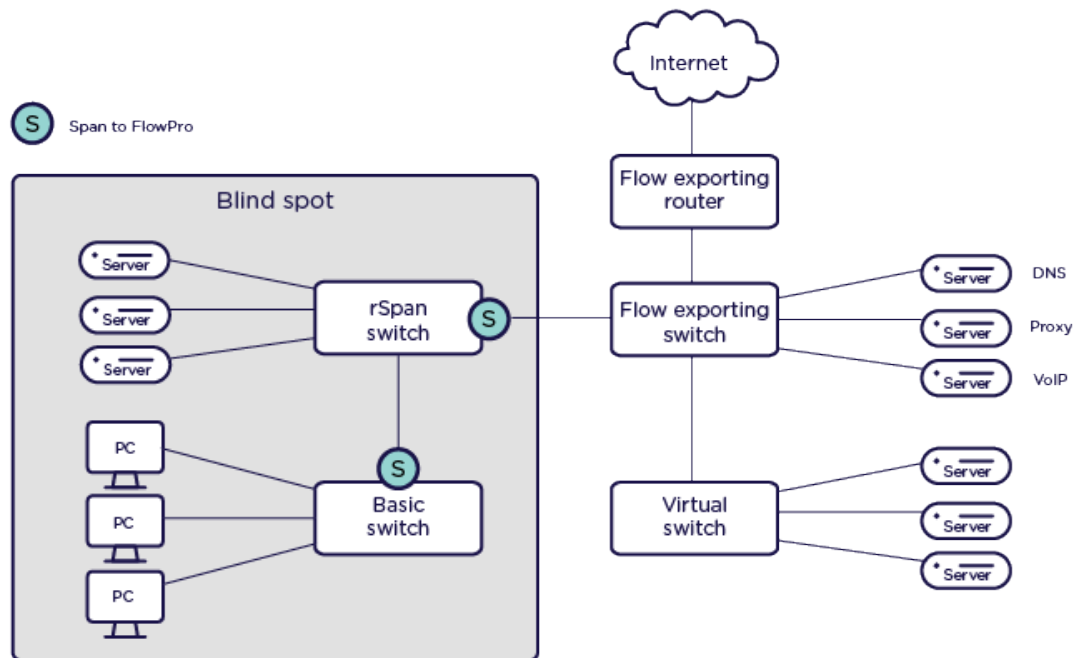 Internet
S
Span to FlowPro
Flow exporting
router
Blind spot
Server
Server
Server
rSpan
switch
S
Flow exporting
switch
Server
DNS
Server
Proxy
Server
VoIP
PC
PC
PC
S
Basic
switch
Virtual
switch
Server
Server
Server